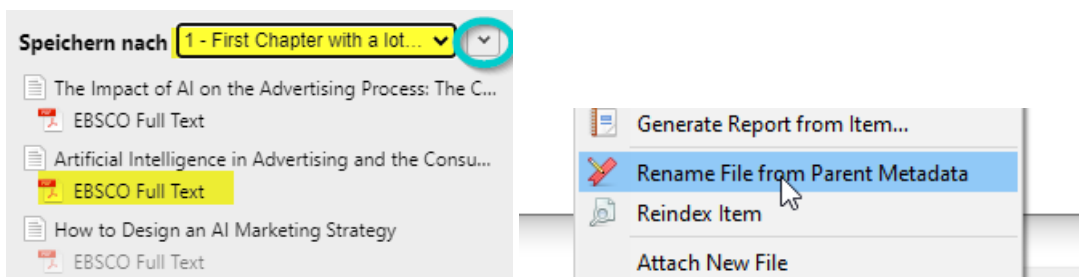 Speichern nach 1 - First Chapter with a lot...
The Impact of AI on the Advertising Process: The C...
EBSCO Full Text
Artificial Intelligence in Advertising and the Consu...
EBSCO Full Text
How to Design an AI Marketing Strategy
EBSCO Full Text
Generate Report from Item...
Rename File from Parent Metadata
Reindex Item
Attach New File